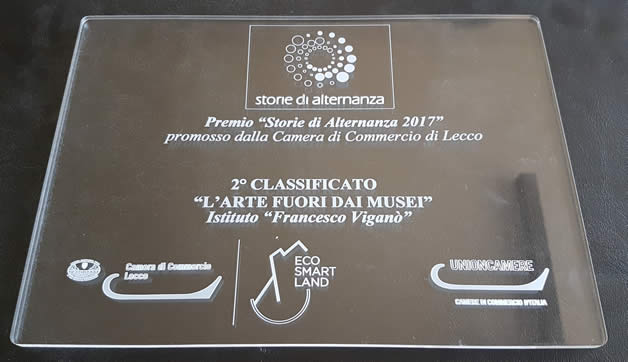 storie di alternanza
Premio “Storie di Alternanza 2017”
promosso dalla Camera di Commercio di Lecco
2° CLASSIFICATO
“L’ARTE FUORI DAI MUSEI”
Istituto “Francesco Viganò”
Camera di Commercio
Lecco
ECO
SMART
LAND
UNIONCAMERE
CAMERE DI COMMERCIO D'ITALIA